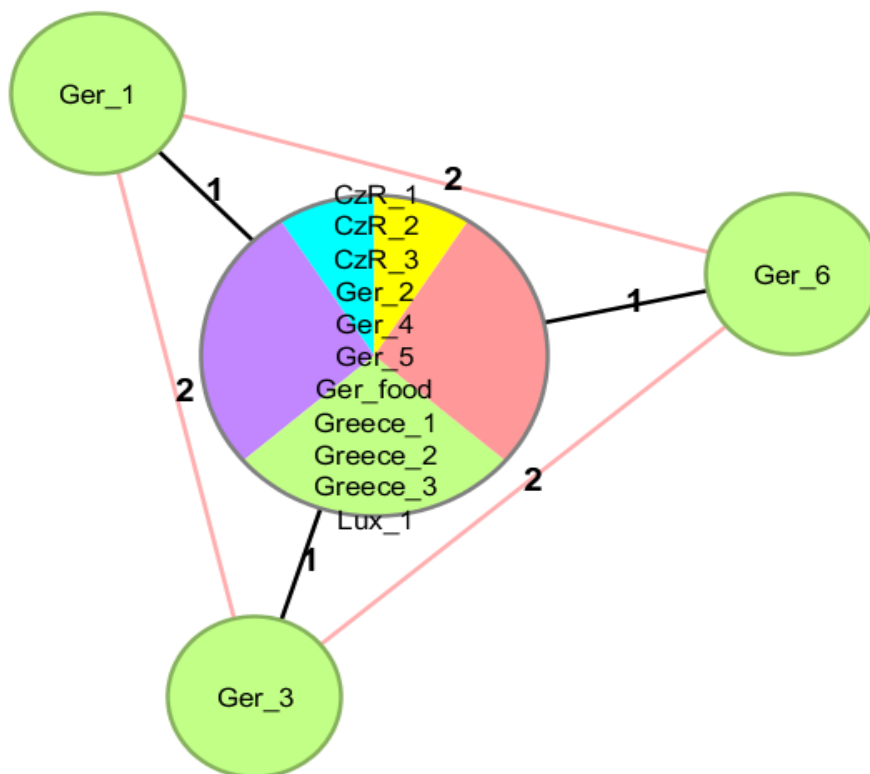 Ger_1
1
2
CzR_1
CzR_2
CzR_3
Ger_2
Ger_4
Ger_5
Ger_food
Greece_1
Greece_2
Greece_3
Lux_1
Ger_6
1
2
2
1
Ger_3